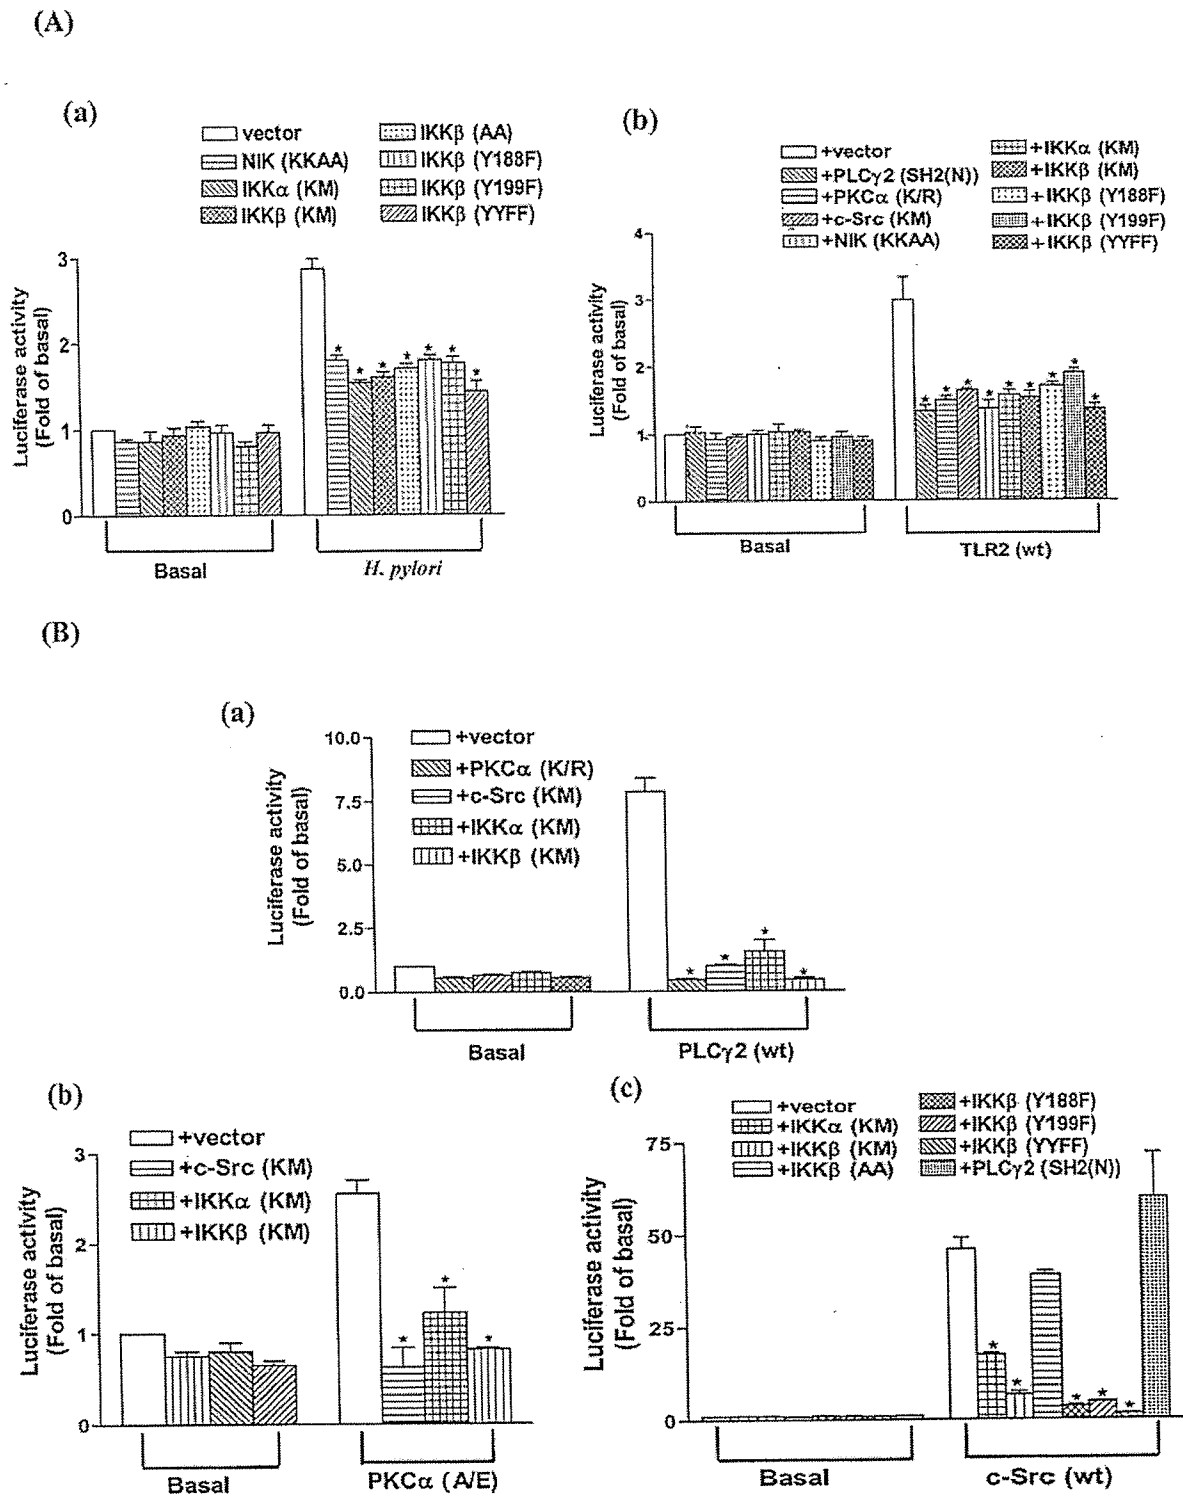 (A)
(a)
vector
NIK (KKAA)
IKKα (KM)
IKKβ (KM)
IKKβ (AA)
IKKβ (Y188F)
IKKβ (Y199F)
IKKβ (YYFF)
Luciferase activity
(Fold of basal)
3
2
1
0
Basal
H. pylori
(b)
+vector
+PLCγ2 (SH2(N))
+PKCα (K/R)
+c-Src (KM)
+NIK (KKAA)
+IKKα (KM)
+IKKβ (KM)
+IKKβ (Y188F)
+IKKβ (Y199F)
+IKKβ (YYFF)
Luciferase activity
(Fold of basal)
4
3
2
1
0
Basal
TLR2 (wt)
(B)
(a)
+vector
+PKCα (K/R)
+c-Src (KM)
+IKKα (KM)
+IKKβ (KM)
Luciferase activity
(Fold of basal)
10.0
7.5
5.0
2.5
0.0
Basal
PLCγ2 (wt)
(b)
+vector
+c-Src (KM)
+IKKα (KM)
+IKKβ (KM)
Luciferase activity
(Fold of basal)
3
2
1
0
Basal
PKCα (A/E)
(c)
+vector
+IKKα (KM)
+IKKβ (KM)
+IKKβ (AA)
+IKKβ (Y188F)
+IKKβ (Y199F)
+IKKβ (YYFF)
+PLCγ2 (SH2(N))
Luciferase activity
(Fold of basal)
75
50
25
0
Basal
c-Src (wt)